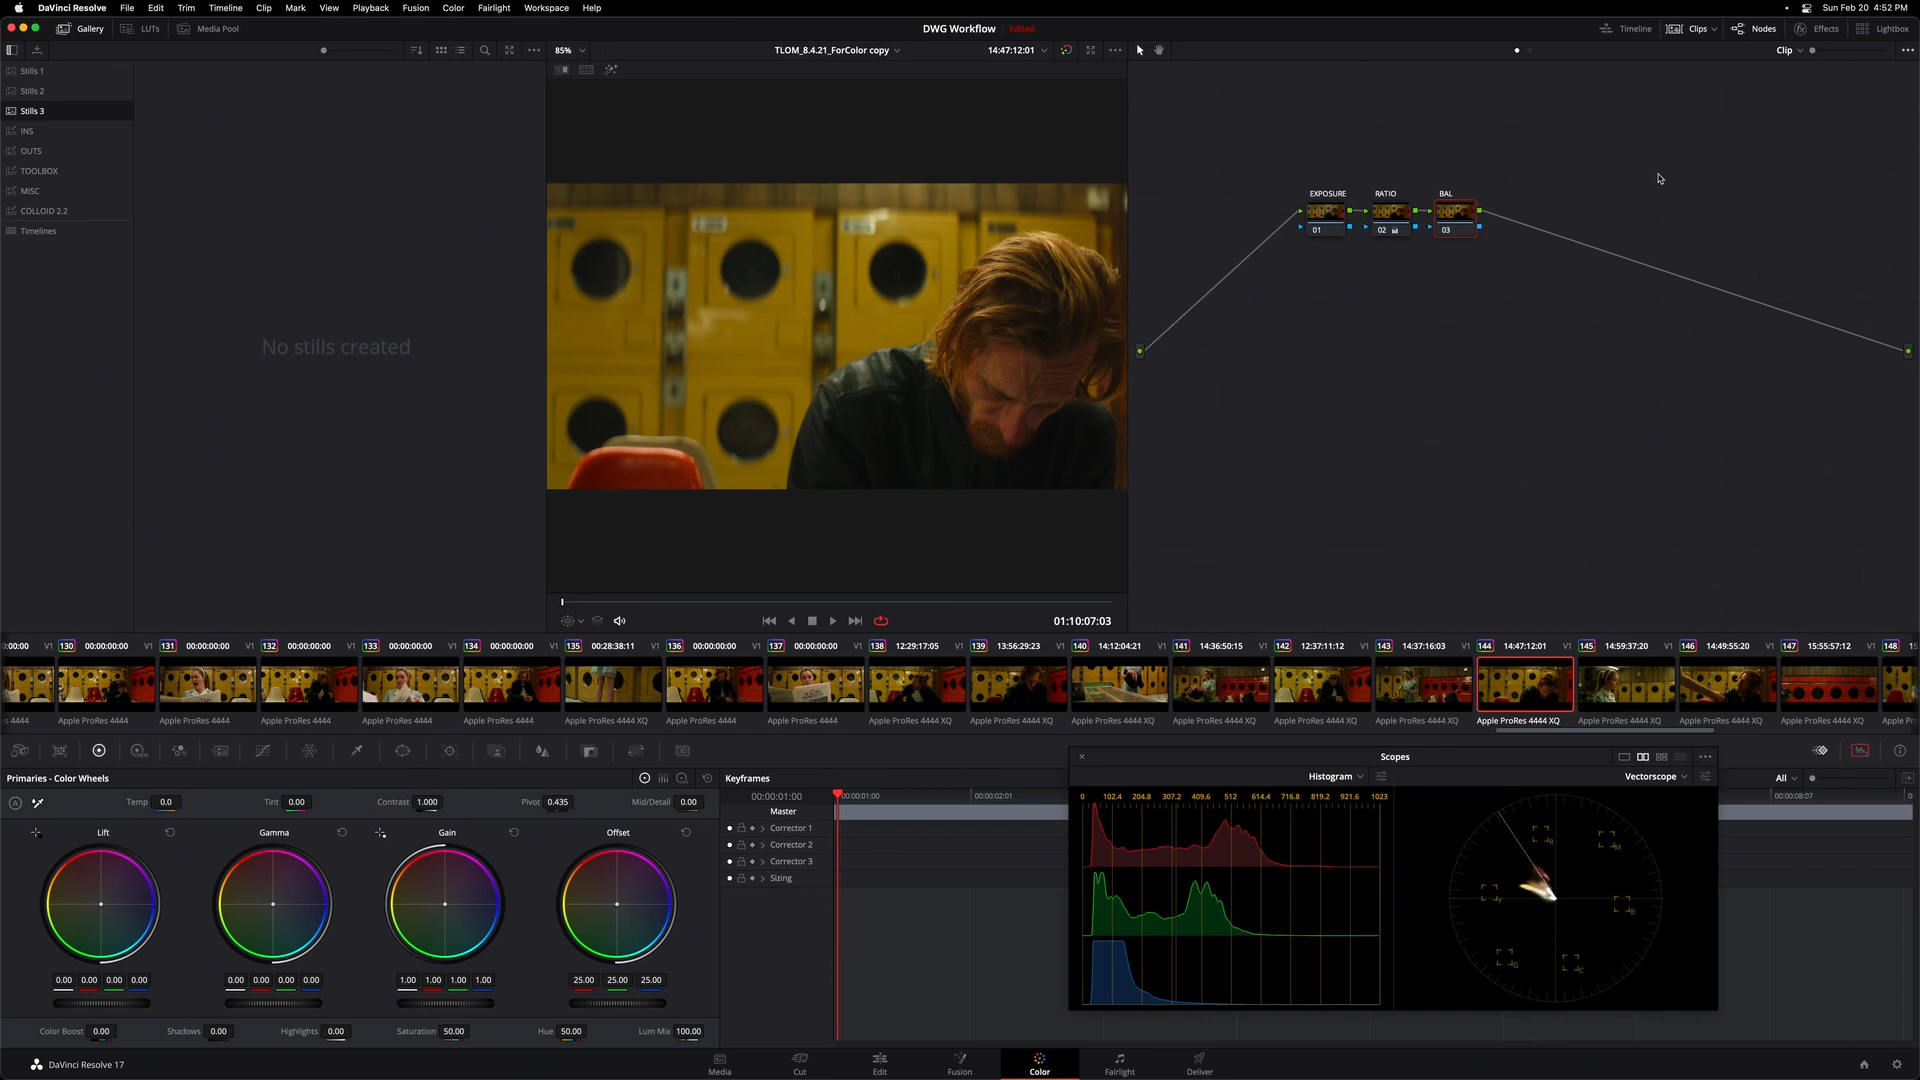 DaVinci Resolve File Edit Trim Timeline Clip Mark View Playback Fusion Color Fairlight Workspace Help Sun Feb 20 4:52 PM
Gallery LUTs Media Pool DWG Workflow Edited Timeline Clips Nodes Effects Lightbox
85% TLOM_8.4.21_ForColor copy 14:47:12:01 Clip
Stills 1
Stills 2
Stills 3
INS
OUTS
TOOLBOX
MISC
COLLOID 2.2
Timelines
No stills created
EXPOSURE RATIO BAL
01 02 03
01:10:07:03
0:00:00 V1 130 00:00:00:00 V1 131 00:00:00:00 V1 132 00:00:00:00 V1 133 00:00:00:00 V1 134 00:00:00:00 V1 135 00:28:38:11 V1 136 00:00:00:00 V1 137 00:00:00:00 V1 138 12:29:17:05 V1 139 13:56:29:23 V1 140 14:12:04:21 V1 141 14:36:50:15 V1 142 12:37:11:12 V1 143 14:37:16:03 V1 144 14:47:12:01 V1 145 14:59:37:20 V1 146 14:49:55:20 V1 147 15:55:57:12 V1 148 15
s 4444 Apple ProRes 4444 Apple ProRes 4444 Apple ProRes 4444 Apple ProRes 4444 Apple ProRes 4444 Apple ProRes 4444 XQ Apple ProRes 4444 XQ Apple ProRes 4444 Apple ProRes 4444 XQ Apple ProRes 4444 XQ Apple ProRes 4444 XQ Apple ProRes 4444 XQ Apple ProRes 4444 XQ Apple ProRes 4444 XQ Apple ProRes 4444 XQ Apple ProRes 4444 XQ Apple ProRes 4444 XQ Apple ProRes 4444 XQ Apple Pr
Primaries - Color Wheels
Temp 0.0 Tint 0.00 Contrast 1.000 Pivot 0.435 Mid/Detail 0.00
Lift Gamma Gain Offset
0.00 0.00 0.00 0.00 0.00 0.00 0.00 0.00 1.00 1.00 1.00 1.00 25.00 25.00 25.00
Color Boost 0.00 Shadows 0.00 Highlights 0.00 Saturation 50.00 Hue 50.00 Lum Mix 100.00
Keyframes All
00:00:01:00 00:00:01:00 00:00:02:01 00:00:08:07
Master
Corrector 1
Corrector 2
Corrector 3
Sizing
Scopes
Histogram Vectorscope
0 102.4 204.8 307.2 409.6 512 614.4 716.8 819.2 921.6 1023
R M
Y B
G C
DaVinci Resolve 17 Media Cut Edit Fusion Color Fairlight Deliver